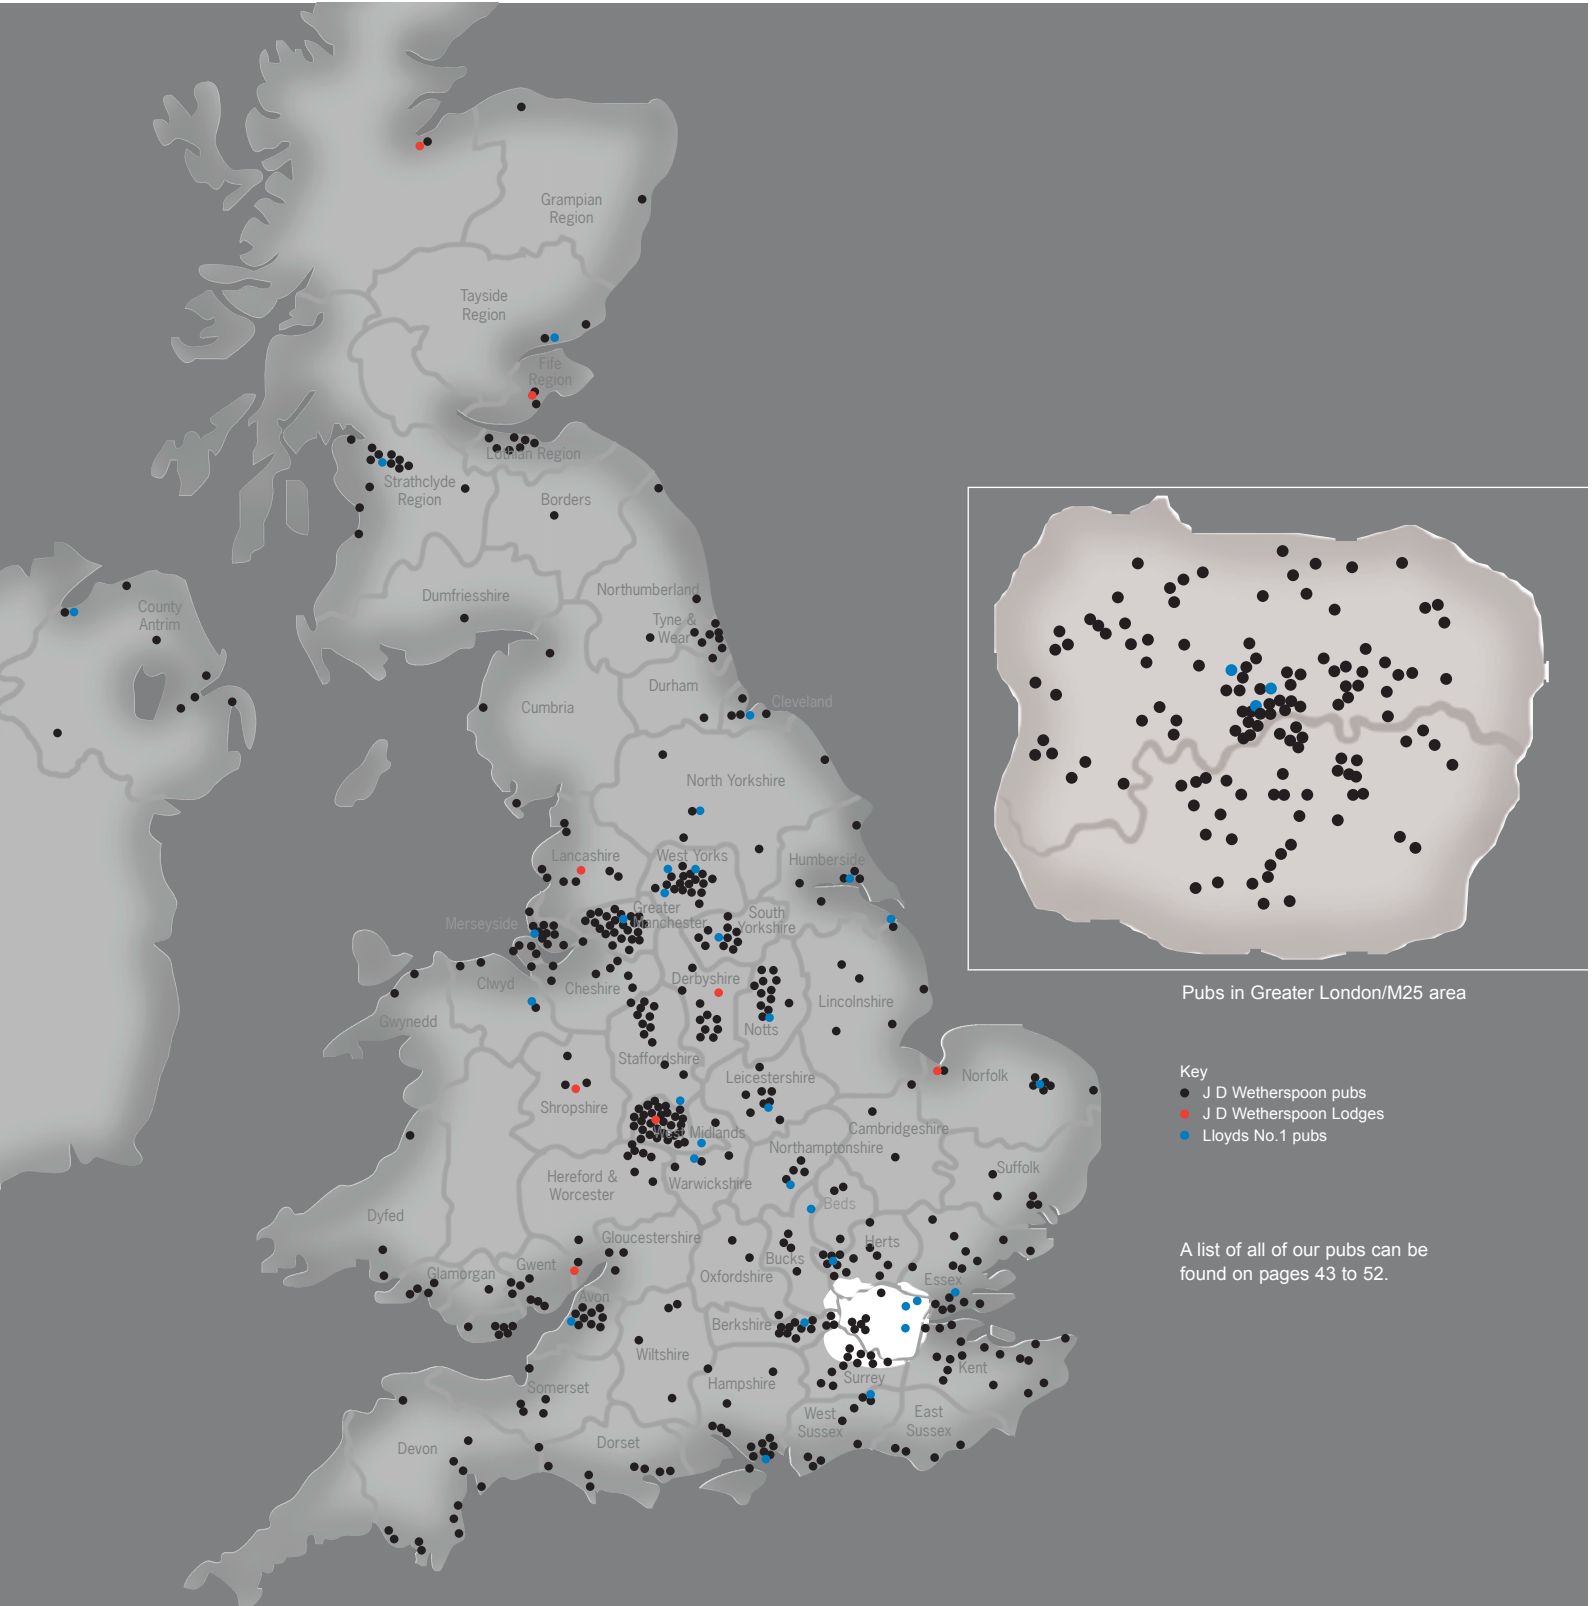 Grampian
Region
Tayside
Region
Fife
Region
Lothian Region
Strathclyde
Region
Borders
Dumfriesshire
Northumberland
County
Antrim
Tyne &
Wear
Durham
Cleveland
Cumbria
North Yorkshire
Lancashire
West Yorks
Humberside
Merseyside
Greater
Manchester
South
Yorkshire
Clwyd
Cheshire
Derbyshire
Lincolnshire
Gwynedd
Notts
Staffordshire
Leicestershire
Norfolk
Shropshire
West Midlands
Cambridgeshire
Northamptonshire
Hereford &
Worcester
Warwickshire
Suffolk
Beds
Dyfed
Gloucestershire
Herts
Bucks
Gwent
Glamorgan
Oxfordshire
Essex
Avon
Berkshire
Wiltshire
Kent
Surrey
Hampshire
Somerset
West
Sussex
East
Sussex
Dorset
Devon
Pubs in Greater London/M25 area
Key
J D Wetherspoon pubs
J D Wetherspoon Lodges
Lloyds No.1 pubs
A list of all of our pubs can be
found on pages 43 to 52.